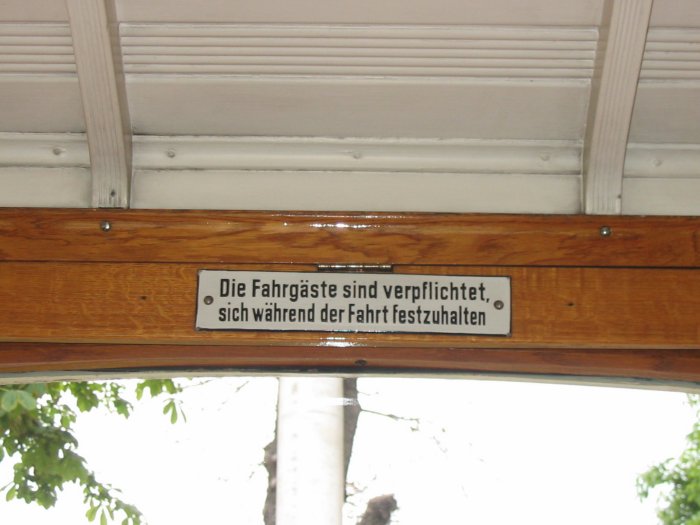 Die Fahrgäste sind verpflichtet,
sich während der Fahrt festzuhalten